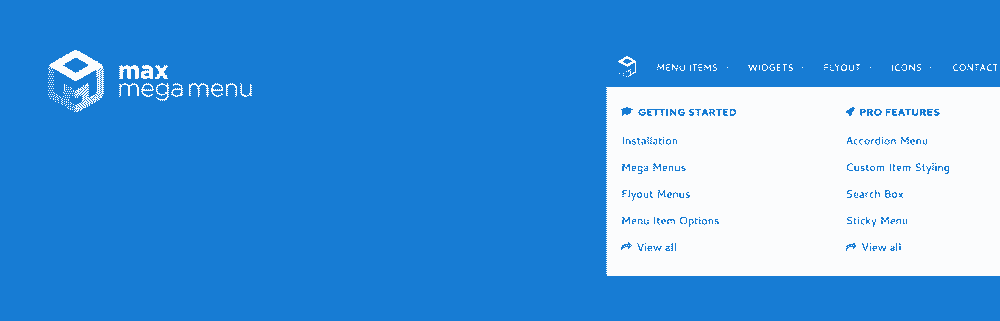 max
mega menu
MENU ITEMS WIDGETS FLYOUT ICONS CONTACT
GETTING STARTED
Installation
Mega Menus
Flyout Menus
Menu Item Options
View all
PRO FEATURES
Accordion Menu
Custom Item Styling
Search Box
Sticky Menu
View all